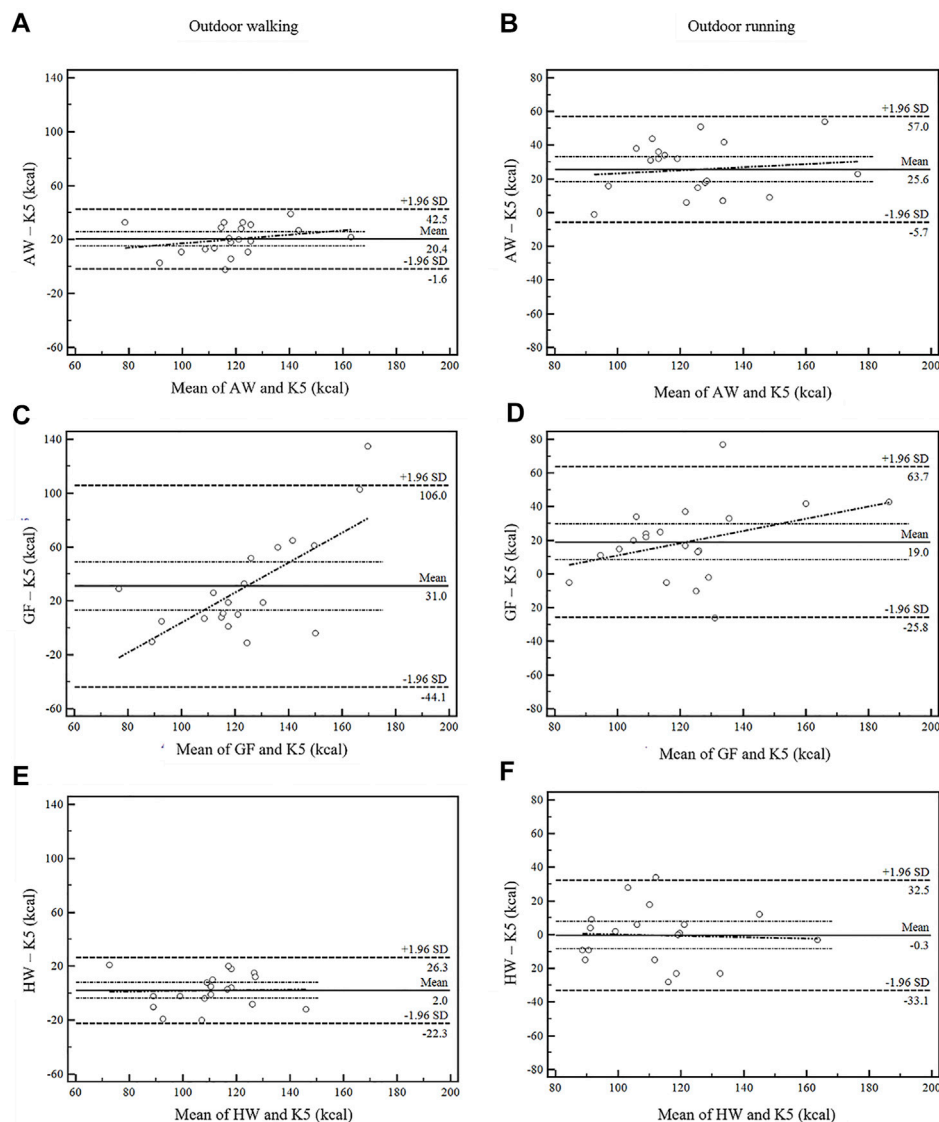 A
Outdoor walking
B
Outdoor running
140
100
60
20
-20
-60
AW – K5 (kcal)
+1.96 SD
42.5
Mean
20.4
-1.96 SD
-1.6
60 80 100 120 140 160 180 200
Mean of AW and K5 (kcal)
80
60
40
20
0
-20
-40
-60
-80
AW – K5 (kcal)
+1.96 SD
57.0
Mean
25.6
-1.96 SD
-5.7
80 100 120 140 160 180 200
Mean of AW and K5 (kcal)
C
140
100
60
20
-20
-60
GF – K5 (kcal)
+1.96 SD
106.0
Mean
31.0
-1.96 SD
-44.1
60 80 100 120 140 160 180 200
Mean of GF and K5 (kcal)
D
80
60
40
20
0
-20
-40
-60
-80
GF – K5 (kcal)
+1.96 SD
63.7
Mean
19.0
-1.96 SD
-25.8
80 100 120 140 160 180 200
Mean of GF and K5 (kcal)
E
140
100
60
20
-20
-60
HW – K5 (kcal)
+1.96 SD
26.3
Mean
2.0
-1.96 SD
-22.3
60 80 100 120 140 160 180 200
Mean of HW and K5 (kcal)
F
80
60
40
20
0
-20
-40
-60
-80
HW – K5 (kcal)
+1.96 SD
32.5
Mean
-0.3
-1.96 SD
-33.1
80 100 120 140 160 180 200
Mean of HW and K5 (kcal)